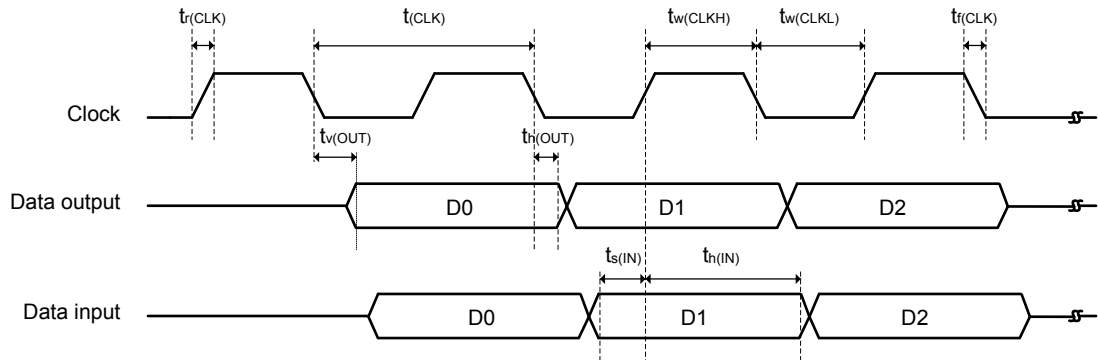 tr(CLK) t(CLK) tw(CLKH) tw(CLKL) tf(CLK)
Clock
tv(OUT) th(OUT)
Data output D0 D1 D2
ts(IN) th(IN)
Data input D0 D1 D2